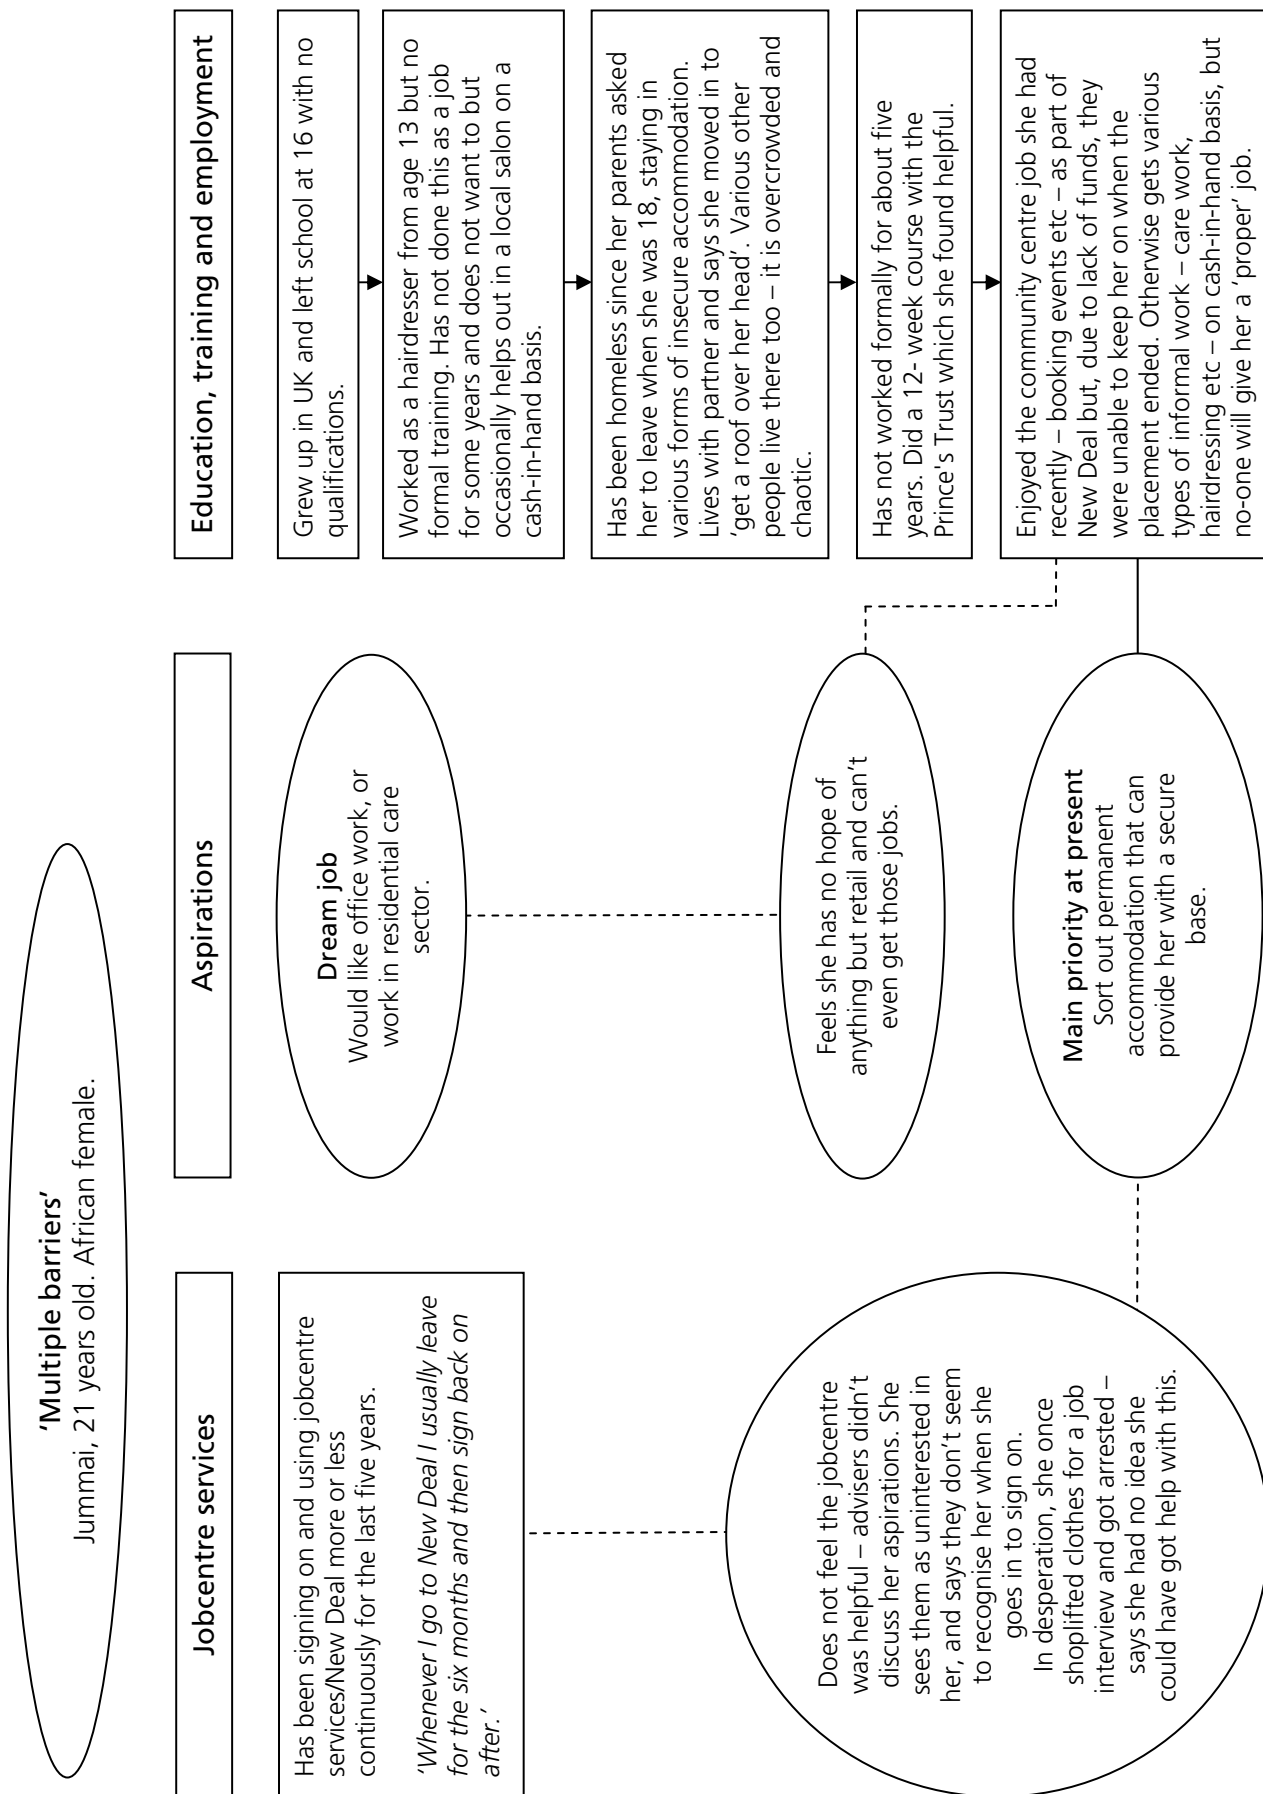 'Multiple barriers'
Jummai, 21 years old. African female.
Jobcentre services
Has been signing on and using jobcentre
services/New Deal more or less
continuously for the last five years.
'Whenever I go to New Deal I usually leave
for the six months and then sign back on
after.'
Does not feel the jobcentre
was helpful – advisers didn't
discuss her aspirations. She
sees them as uninterested in
her, and says they don't seem
to recognise her when she
goes in to sign on.
In desperation, she once
shoplifted clothes for a job
interview and got arrested –
says she had no idea she
could have got help with this.
Aspirations
Dream job
Would like office work, or
work in residential care
sector.
Feels she has no hope of
anything but retail and can't
even get those jobs.
Main priority at present
Sort out permanent
accommodation that can
provide her with a secure
base.
Education, training and employment
Grew up in UK and left school at 16 with no
qualifications.
Worked as a hairdresser from age 13 but no
formal training. Has not done this as a job
for some years and does not want to but
occasionally helps out in a local salon on a
cash-in-hand basis.
Has been homeless since her parents asked
her to leave when she was 18, staying in
various forms of insecure accommodation.
Lives with partner and says she moved in to
'get a roof over her head'. Various other
people live there too – it is overcrowded and
chaotic.
Has not worked formally for about five
years. Did a 12- week course with the
Prince's Trust which she found helpful.
Enjoyed the community centre job she had
recently – booking events etc – as part of
New Deal but, due to lack of funds, they
were unable to keep her on when the
placement ended. Otherwise gets various
types of informal work – care work,
hairdressing etc – on cash-in-hand basis, but
no-one will give her a 'proper' job.